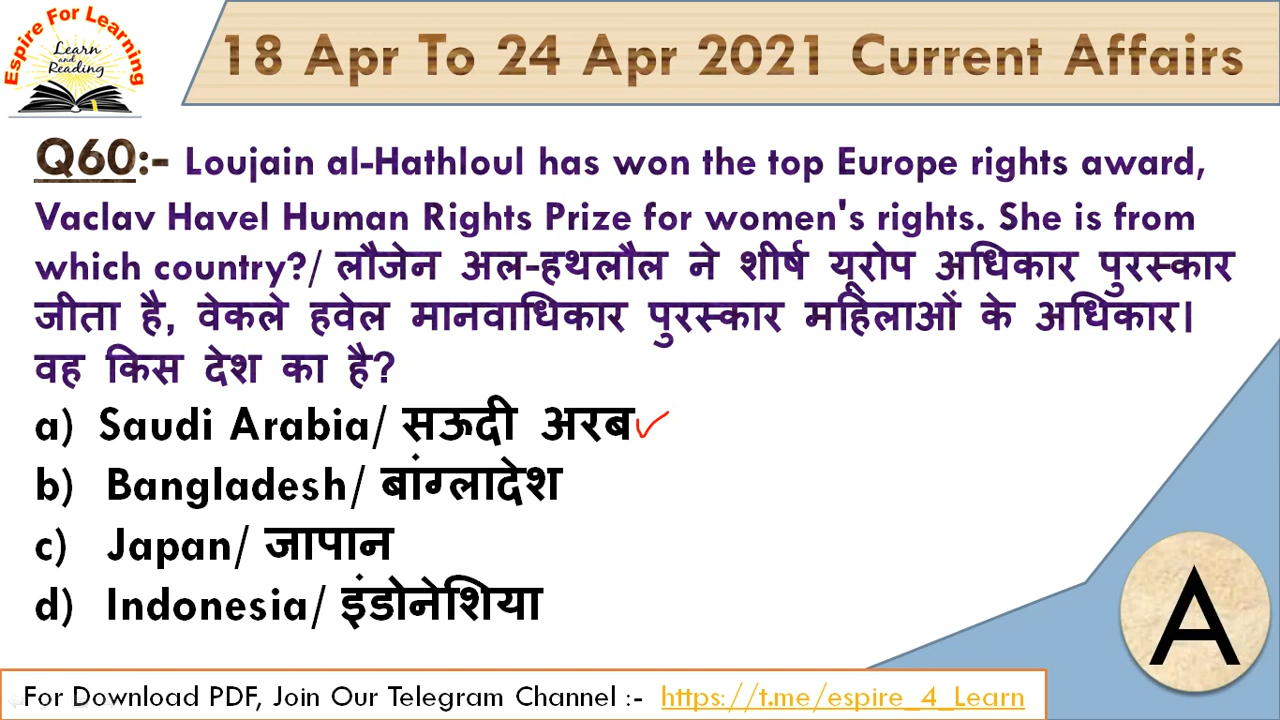 Espire For Learning
Learn
and
Reading
18 Apr To 24 Apr 2021 Current Affairs
Q60:- Loujain al-Hathloul has won the top Europe rights award,
Vaclav Havel Human Rights Prize for women's rights. She is from
which country?/ लौजेन अल-हथलौल ने शीर्ष यूरोप अधिकार पुरस्कार
जीता है, वेकले हवेल मानवाधिकार पुरस्कार महिलाओं के अधिकार।
वह किस देश का है?
a) Saudi Arabia/ सऊदी अरब✓
b) Bangladesh/ बांग्लादेश
c) Japan/ जापान
d) Indonesia/ इंडोनेशिया
A
For Download PDF, Join Our Telegram Channel :- https://t.me/espire_4_Learn